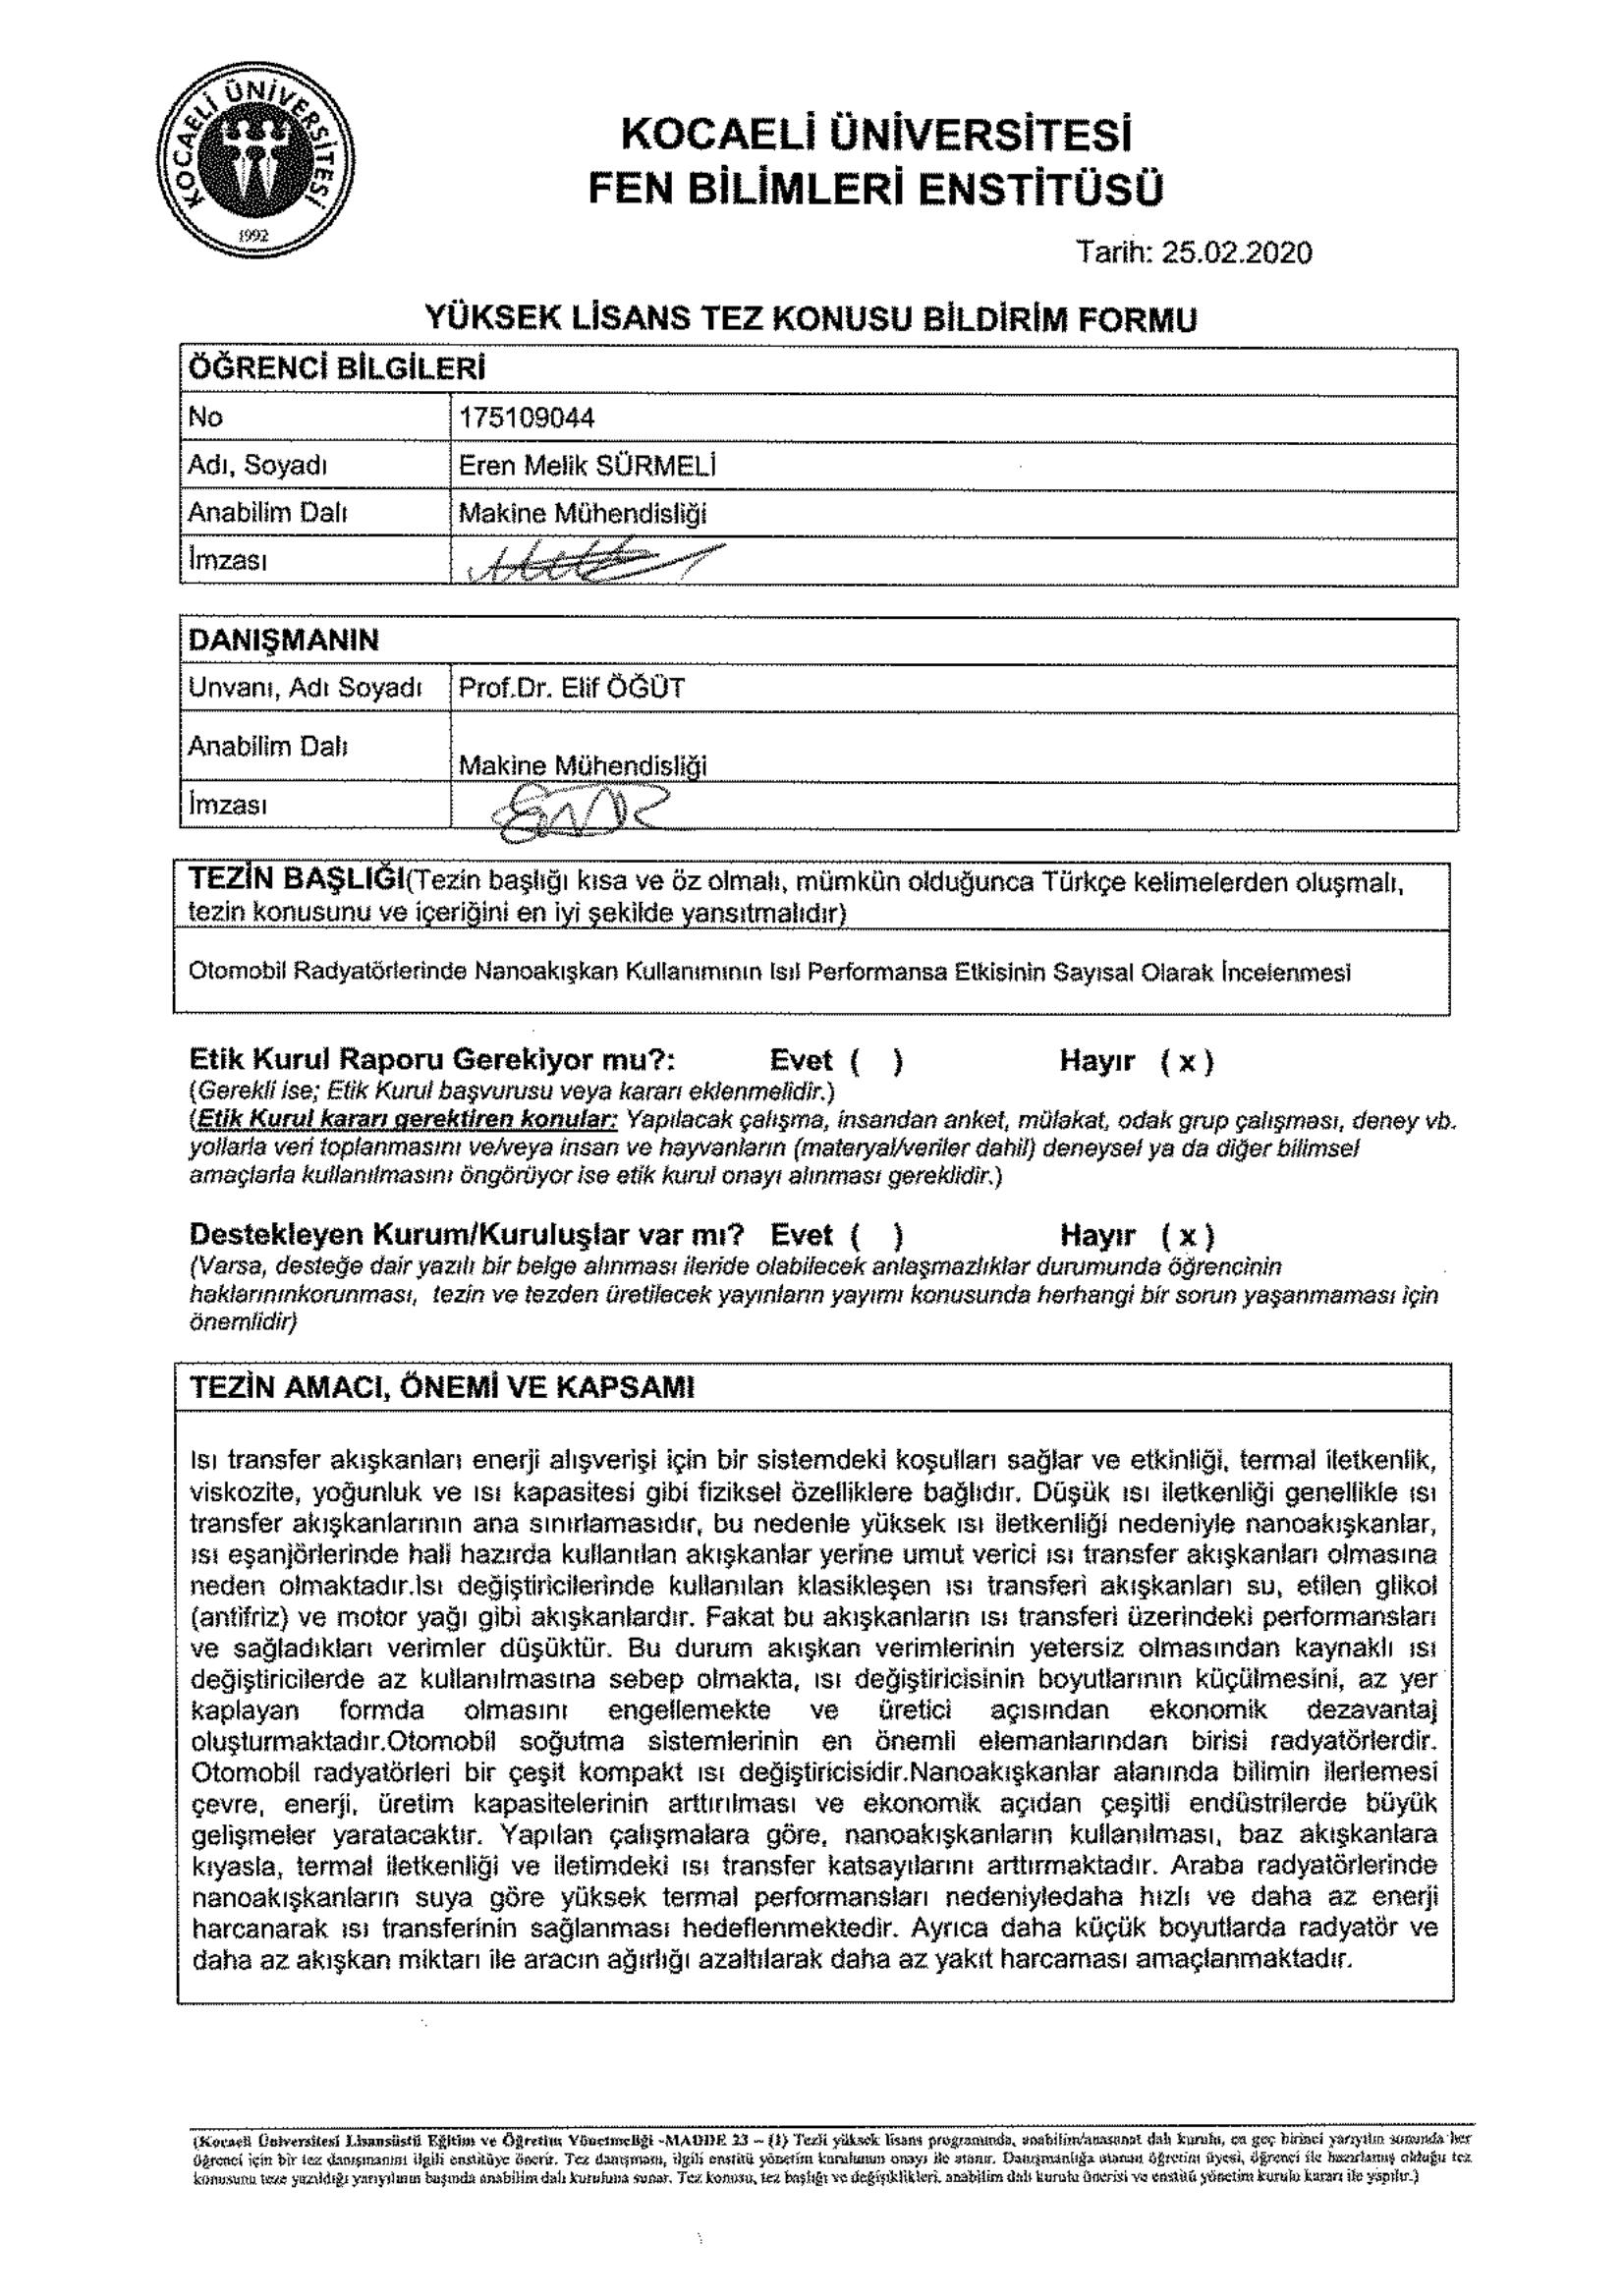 KOCAELİ ÜNİVERSİTESİ
1992
KOCAELİ ÜNİVERSİTESİ
FEN BİLİMLERİ ENSTİTÜSÜ
Tarih: 25.02.2020
YÜKSEK LİSANS TEZ KONUSU BİLDİRİM FORMU
ÖĞRENCİ BİLGİLERİ
No 175109044
Adı, Soyadı Eren Melik SÜRMELİ
Anabilim Dalı Makine Mühendisliği
İmzası
DANIŞMANIN
Unvanı, Adı Soyadı Prof.Dr. Elif ÖĞÜT
Anabilim Dalı Makine Mühendisliği
İmzası
TEZİN BAŞLIĞI(Tezin başlığı kısa ve öz olmalı, mümkün olduğunca Türkçe kelimelerden oluşmalı,
tezin konusunu ve içeriğini en iyi şekilde yansıtmalıdır)
Otomobil Radyatörlerinde Nanoakışkan Kullanımının Isıl Performansa Etkisinin Sayısal Olarak İncelenmesi
Etik Kurul Raporu Gerekiyor mu?: Evet ( ) Hayır (x)
(Gerekli ise; Etik Kurul başvurusu veya kararı eklenmelidir.)
(Etik Kurul kararı gerektiren konular: Yapılacak çalışma, insandan anket, mülakat, odak grup çalışması, deney vb.
yollarla veri toplanmasını ve/veya insan ve hayvanların (materyal/veriler dahil) deneysel ya da diğer bilimsel
amaçlarla kullanılmasını öngörüyor ise etik kurul onayı alınması gereklidir.)
Destekleyen Kurum/Kuruluşlar var mı? Evet ( ) Hayır (x)
(Varsa, desteğe dair yazılı bir belge alınması ileride olabilecek anlaşmazlıklar durumunda öğrencinin
haklarınınkorunması, tezin ve tezden üretilecek yayınların yayımı konusunda herhangi bir sorun yaşanmaması için
önemlidir)
TEZİN AMACI, ÖNEMİ VE KAPSAMI
Isı transfer akışkanları enerji alışverişi için bir sistemdeki koşulları sağlar ve etkinliği, termal iletkenlik,
viskozite, yoğunluk ve ısı kapasitesi gibi fiziksel özelliklere bağlıdır. Düşük ısı iletkenliği genellikle ısı
transfer akışkanlarının ana sınırlamasıdır, bu nedenle yüksek ısı iletkenliği nedeniyle nanoakışkanlar,
ısı eşanjörlerinde hali hazırda kullanılan akışkanlar yerine umut verici ısı transfer akışkanları olmasına
neden olmaktadır.Isı değiştiricilerinde kullanılan klasikleşen ısı transferi akışkanları su, etilen glikol
(antifriz) ve motor yağı gibi akışkanlardır. Fakat bu akışkanların ısı transferi üzerindeki performansları
ve sağladıkları verimler düşüktür. Bu durum akışkan verimlerinin yetersiz olmasından kaynaklı ısı
değiştiricilerde az kullanılmasına sebep olmakta, ısı değiştiricisinin boyutlarının küçülmesini, az yer
kaplayan formda olmasını engellemekte ve üretici açısından ekonomik dezavantaj
oluşturmaktadır.Otomobil soğutma sistemlerinin en önemli elemanlarından birisi radyatörlerdir.
Otomobil radyatörleri bir çeşit kompakt ısı değiştiricisidir.Nanoakışkanlar alanında bilimin ilerlemesi
çevre, enerji, üretim kapasitelerinin arttırılması ve ekonomik açıdan çeşitli endüstrilerde büyük
gelişmeler yaratacaktır. Yapılan çalışmalara göre, nanoakışkanların kullanılması, baz akışkanlara
kıyasla, termal iletkenliği ve iletimdeki ısı transfer katsayılarını arttırmaktadır. Araba radyatörlerinde
nanoakışkanların suya göre yüksek termal performansları nedeniyledaha hızlı ve daha az enerji
harcanarak ısı transferinin sağlanması hedeflenmektedir. Ayrıca daha küçük boyutlarda radyatör ve
daha az akışkan miktarı ile aracın ağırlığı azaltılarak daha az yakıt harcaması amaçlanmaktadır.
(Kocaeli Üniversitesi Lisansüstü Eğitim ve Öğretim Yönetmeliği -MADDE 23 – (1) Tezli yüksek lisans programında, anabilim/anasanat dalı kurulu, en geç birinci yarıyılın sonunda her
öğrenci için bir tez danışmanını ilgili enstitüye önerir. Tez danışmanı, ilgili enstitü yönetim kurulunun onayı ile atanır. Danışmanlığa atanan öğretim üyesi, öğrenci ile hazırlamış olduğu tez
konusunu teze yazıldığı yarıyılının başında anabilim dalı kuruluna sunar. Tez konusu, tez başlığı ve değişiklikleri, anabilim dalı kurulu önerisi ve enstitü yönetim kurulu kararı ile yapılır.)